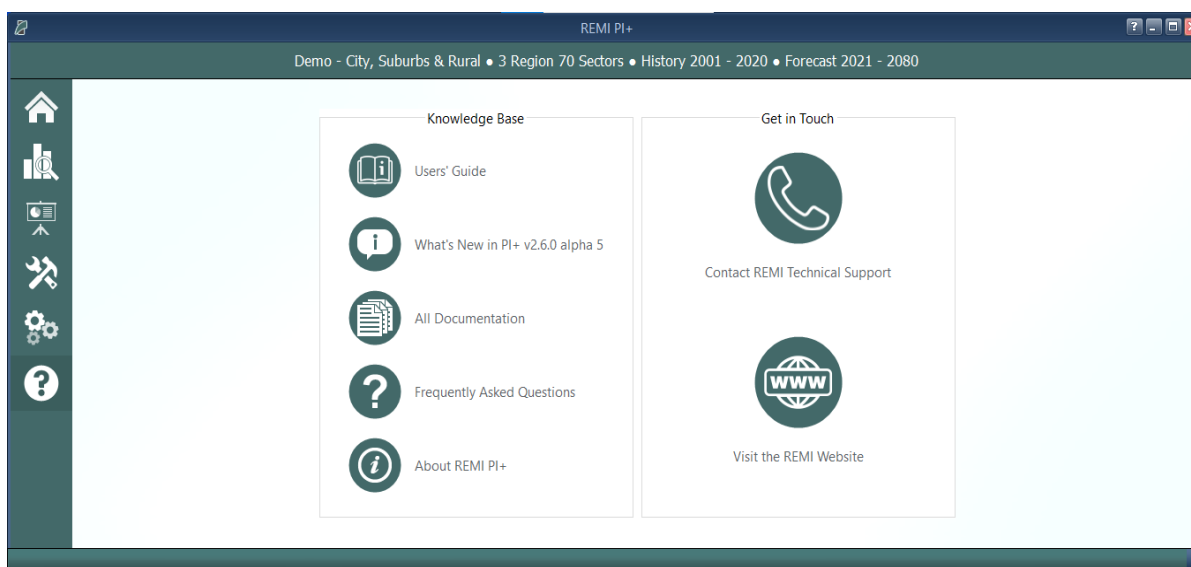 REMI PI+
Demo - City, Suburbs & Rural ● 3 Region 70 Sectors ● History 2001 - 2020 ● Forecast 2021 - 2080
Knowledge Base
Users' Guide
What's New in PI+ v2.6.0 alpha 5
All Documentation
Frequently Asked Questions
About REMI PI+
Get in Touch
Contact REMI Technical Support
WWW
Visit the REMI Website